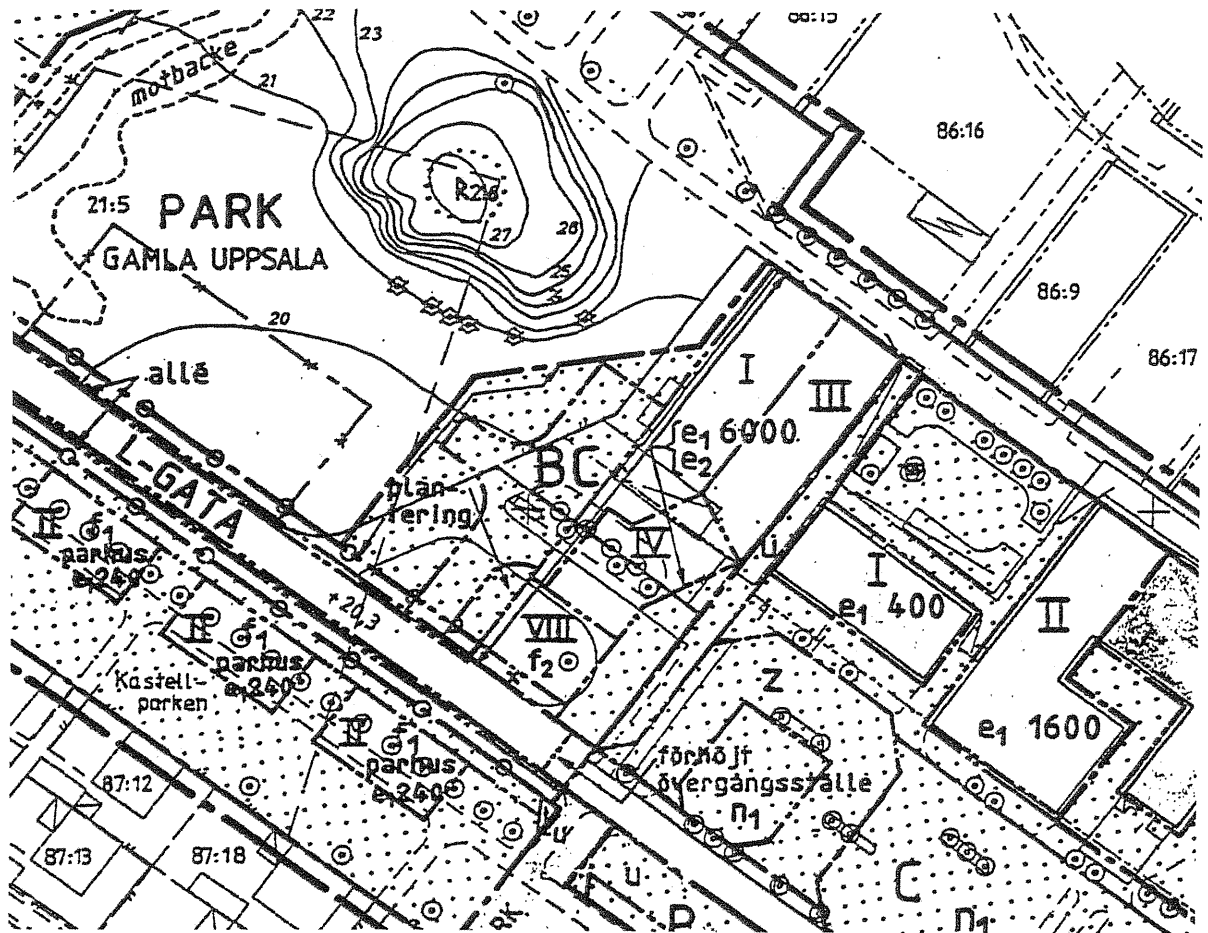 22
23
motbacke
21
86:15
86:16
R26
21:5
PARK
GAMLA UPPSALA
27
26
25
86:9
86:17
20
allé
I
III
e1 6000
e2
BC
L-GATA
plan-
tering
IV
u
I
e1 400
II
II
f1
parhus
e1 240
+20,3
VIII
f2
II
f1
parhus
e1 240
Kastell-
parken
Z
e1 1600
II
f1
parhus
e1 240
förhöjt
övergångsställe
n1
87:12
87:13
87:18
u
u
C
n1
P